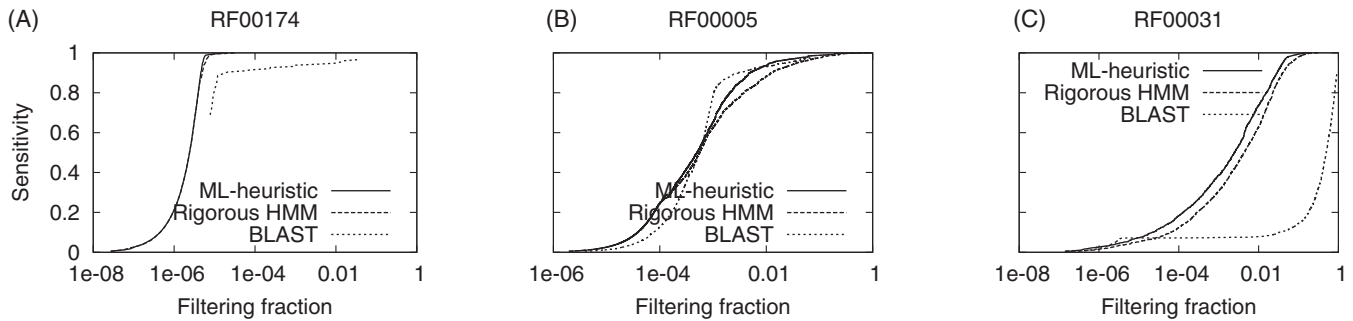 (A)
RF00174
1
0.8
0.6
0.4
0.2
0
Sensitivity
ML-heuristic
Rigorous HMM
BLAST
1e-08 1e-06 1e-04 0.01 1
Filtering fraction
(B)
RF00005
ML-heuristic
Rigorous HMM
BLAST
1e-06 1e-04 0.01 1
Filtering fraction
(C)
RF00031
ML-heuristic
Rigorous HMM
BLAST
1e-08 1e-06 1e-04 0.01 1
Filtering fraction